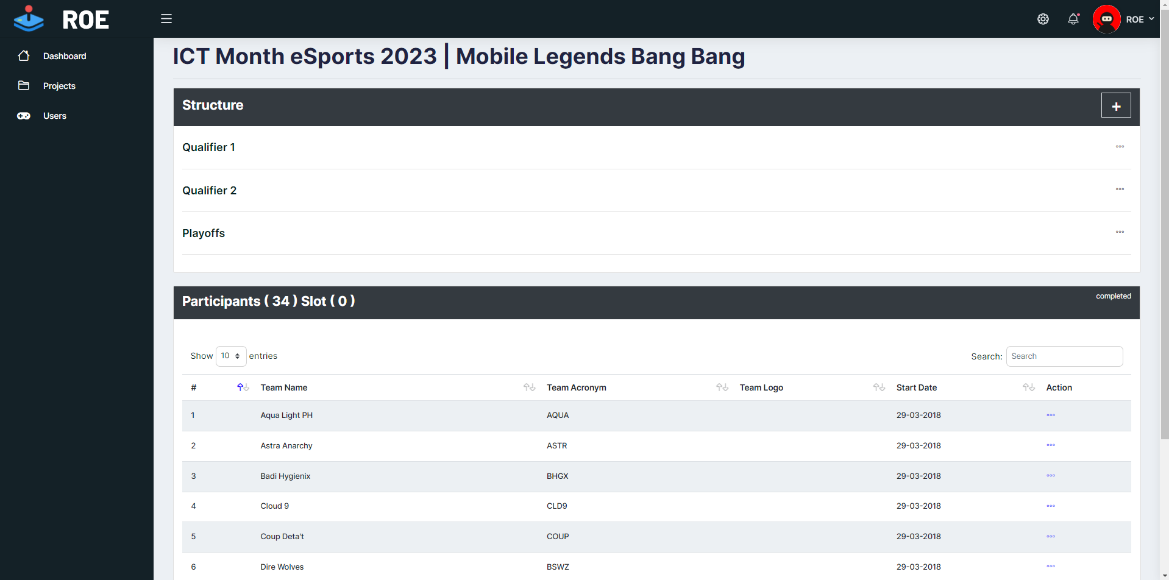 ROE
ROE
Dashboard
Projects
Users
ICT Month eSports 2023 | Mobile Legends Bang Bang
Structure
+
Qualifier 1
Qualifier 2
Playoffs
Participants ( 34 ) Slot ( 0 )
completed
Show 10 entries
Search: Search
# Team Name Team Acronym Team Logo Start Date Action
1 Aqua Light PH AQUA 29-03-2018
2 Astra Anarchy ASTR 29-03-2018
3 Badi Hygienix BHGX 29-03-2018
4 Cloud 9 CLD9 29-03-2018
5 Coup Deta't COUP 29-03-2018
6 Dire Wolves BSWZ 29-03-2018